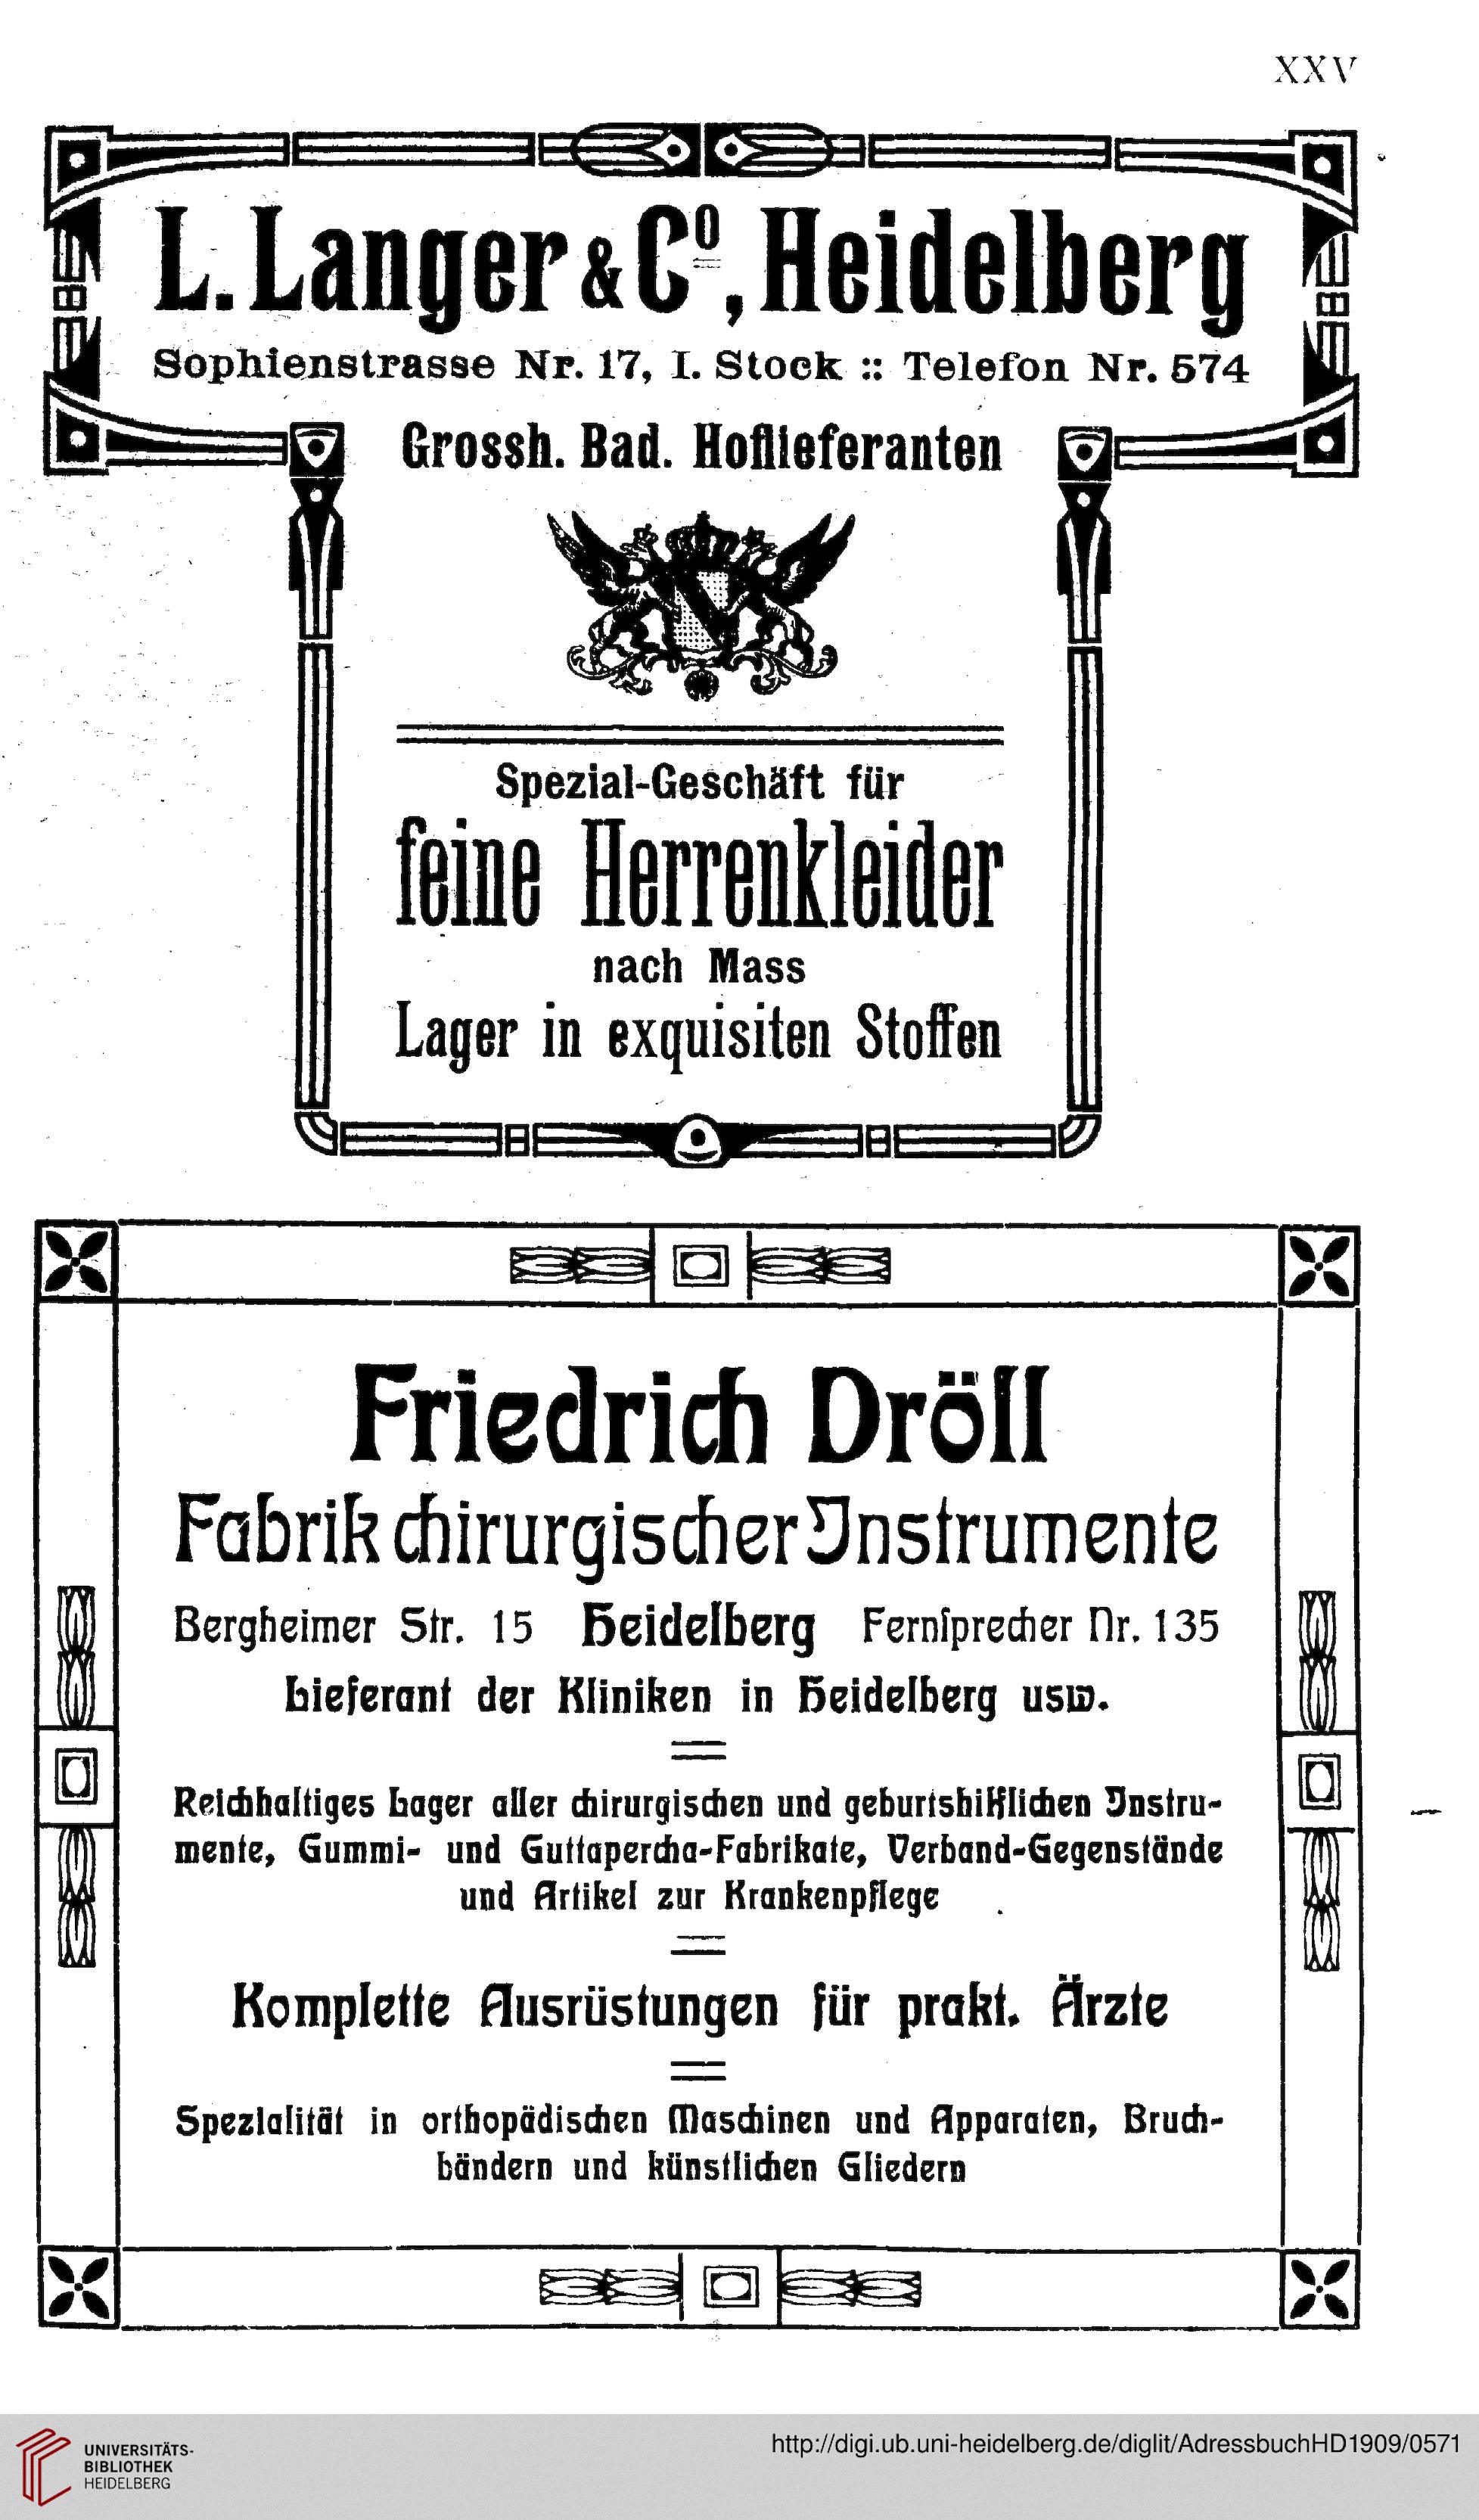 XXV
L. Langer & Cº, Heidelberg
Sophienstrasse Nr. 17, I. Stock :: Telefon Nr. 574
Grossh. Bad. Hoflieferanten
Spezial-Geschäft für
feine Herrenkleider
nach Mass
Lager in exquisiten Stoffen
Friedrich Dröll
Fabrik chirurgischer Instrumente
Bergheimer Str. 15 Heidelberg Fernsprecher Nr. 135
Lieferant der Kliniken in Heidelberg usw.
Reichhaltiges Lager aller chirurgischen und geburtshilflichen Instru-
mente, Gummi- und Guttapercha-Fabrikate, Verband-Gegenstände
und Artikel zur Krankenpflege
Komplette Ausrüstungen für prakt. Ärzte
Spezialität in orthopädischen Maschinen und Apparaten, Bruch-
bändern und künstlichen Gliedern
UNIVERSITÄTS-
BIBLIOTHEK
HEIDELBERG
http://digi.ub.uni-heidelberg.de/diglit/AdressbuchHD1909/0571